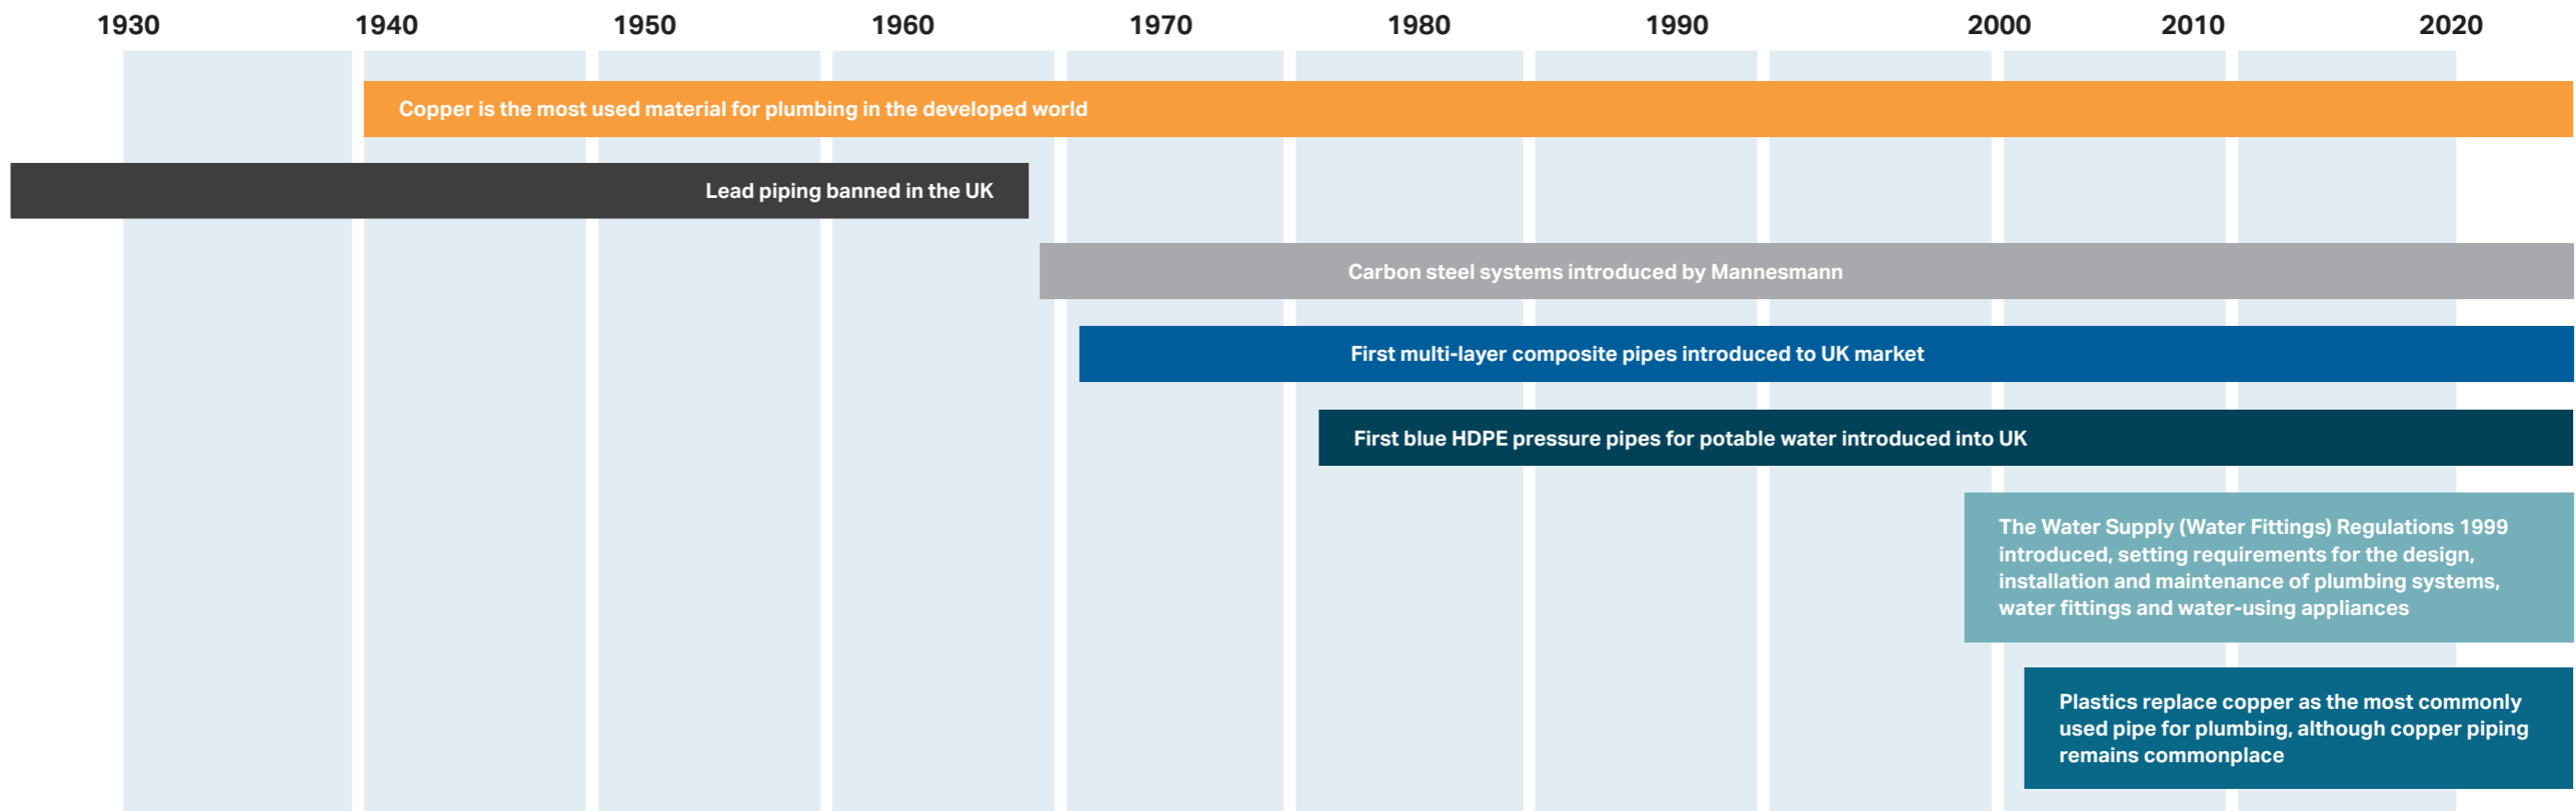 1930 1940 1950 1960 1970 1980 1990 2000 2010 2020
Copper is the most used material for plumbing in the developed world
Lead piping banned in the UK
Carbon steel systems introduced by Mannesmann
First multi-layer composite pipes introduced to UK market
First blue HDPE pressure pipes for potable water introduced into UK
The Water Supply (Water Fittings) Regulations 1999
introduced, setting requirements for the design,
installation and maintenance of plumbing systems,
water fittings and water-using appliances
Plastics replace copper as the most commonly
used pipe for plumbing, although copper piping
remains commonplace